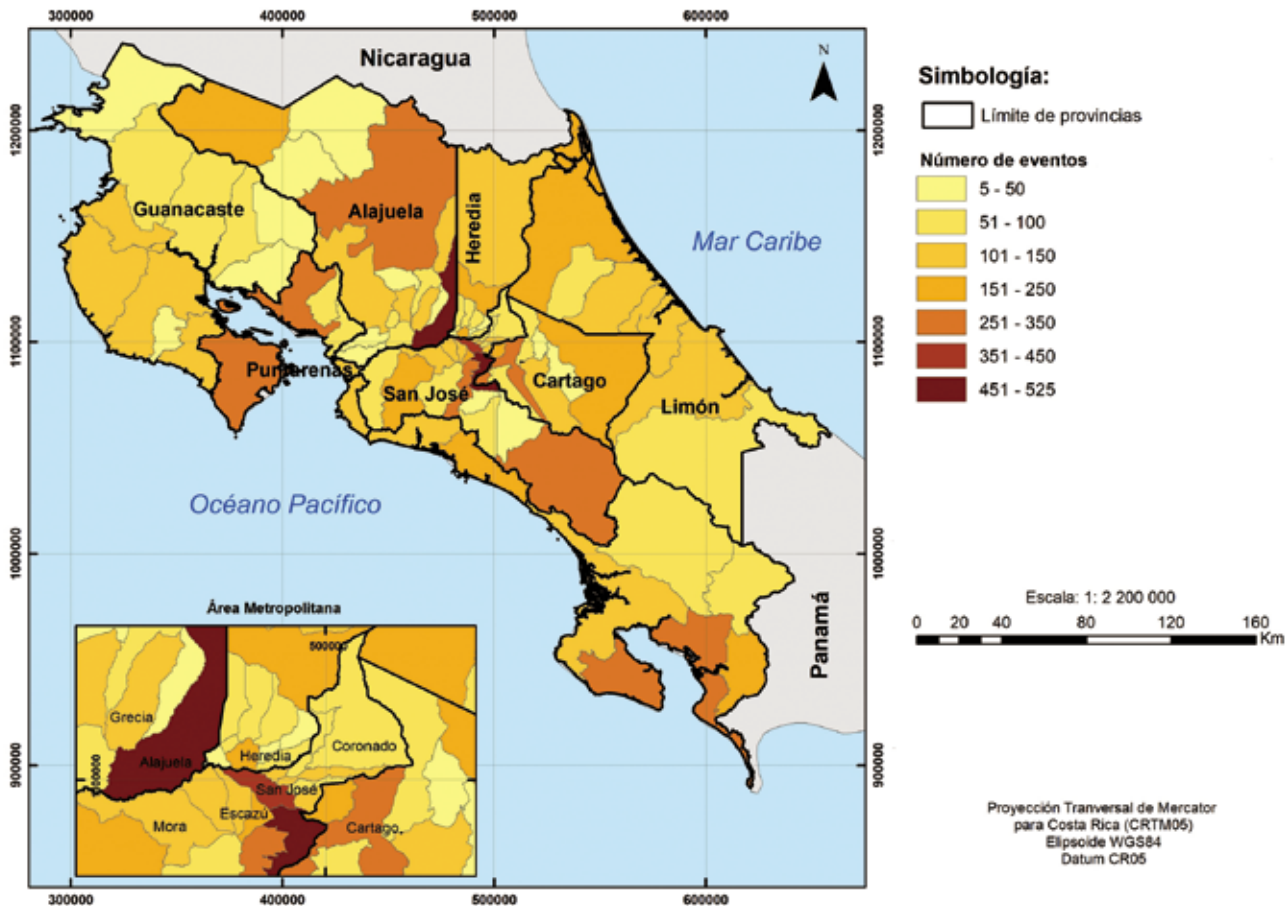 300000 400000 500000 600000
Nicaragua
N
1200000
1200000
Guanacaste
Alajuela
Heredia
Mar Caribe
1100000
1100000
Puntarenas
San José
Cartago
Limón
Océano Pacífico
1000000
1000000
Panamá
900000
900000
Área Metropolitana
500000
Grecia
Alajuela
Heredia
Coronado
San José
Escazú
Mora
Cartago
300000 400000 500000 600000
Simbología:
Límite de provincias
Número de eventos
5 - 50
51 - 100
101 - 150
151 - 250
251 - 350
351 - 450
451 - 525
Escala: 1: 2 200 000
0 20 40 80 120 160
Km
Proyección Tranversal de Mercator
para Costa Rica (CRTM05)
Elipsoide WGS84
Datum CR05